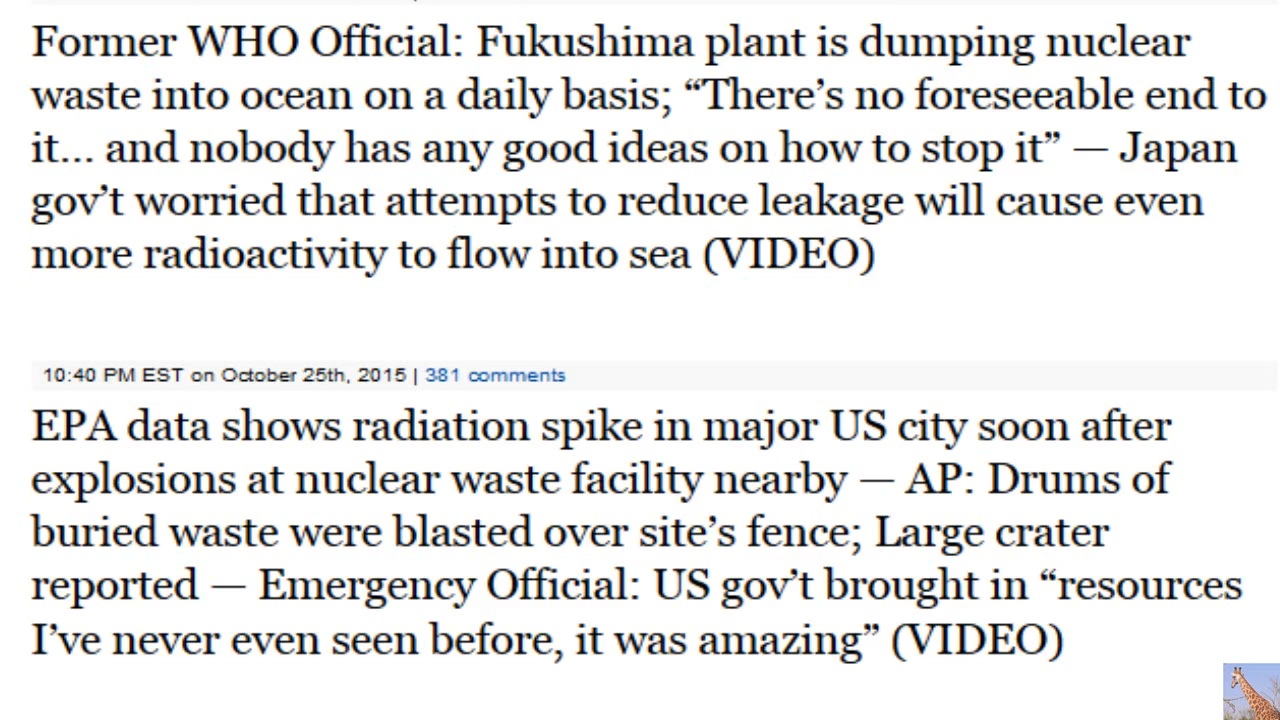 Former WHO Official: Fukushima plant is dumping nuclear
waste into ocean on a daily basis; “There’s no foreseeable end to
it… and nobody has any good ideas on how to stop it” — Japan
gov’t worried that attempts to reduce leakage will cause even
more radioactivity to flow into sea (VIDEO)
10:40 PM EST on October 25th, 2015 | 381 comments
EPA data shows radiation spike in major US city soon after
explosions at nuclear waste facility nearby — AP: Drums of
buried waste were blasted over site’s fence; Large crater
reported — Emergency Official: US gov’t brought in “resources
I’ve never even seen before, it was amazing” (VIDEO)